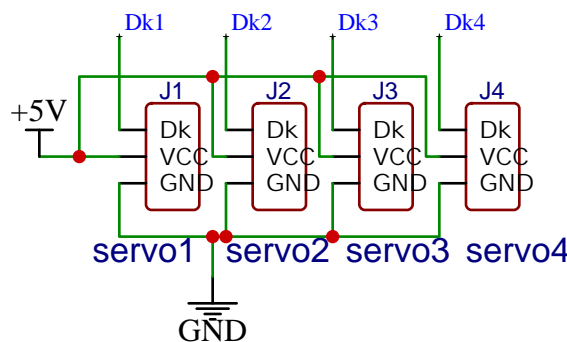 Dk1 Dk2 Dk3 Dk4
J1 J2 J3 J4
+5V
Dk Dk Dk Dk
VCC VCC VCC VCC
GND GND GND GND
servo1 servo2 servo3 servo4
GND